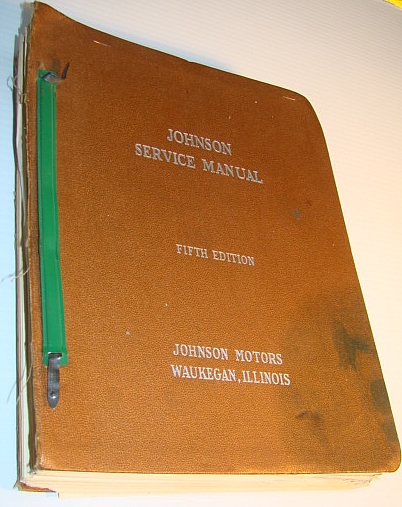 JOHNSON
SERVICE MANUAL
FIFTH EDITION
JOHNSON MOTORS
WAUKEGAN, ILLINOIS